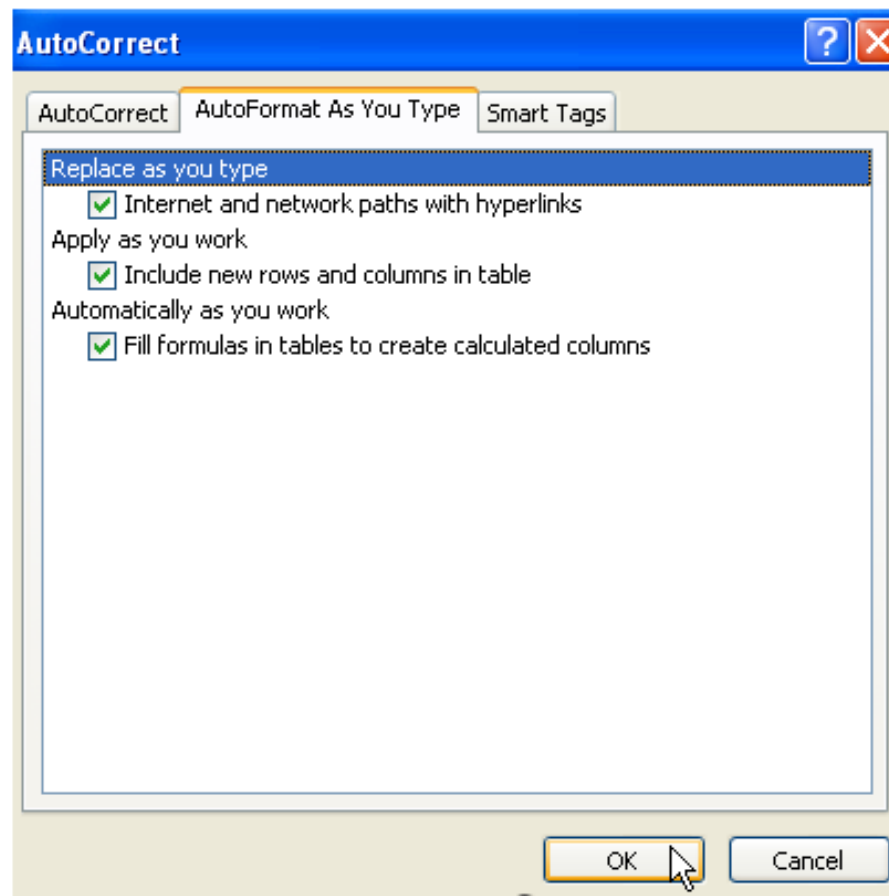 AutoCorrect
?
AutoCorrect AutoFormat As You Type Smart Tags
Replace as you type
Internet and network paths with hyperlinks
Apply as you work
Include new rows and columns in table
Automatically as you work
Fill formulas in tables to create calculated columns
OK Cancel